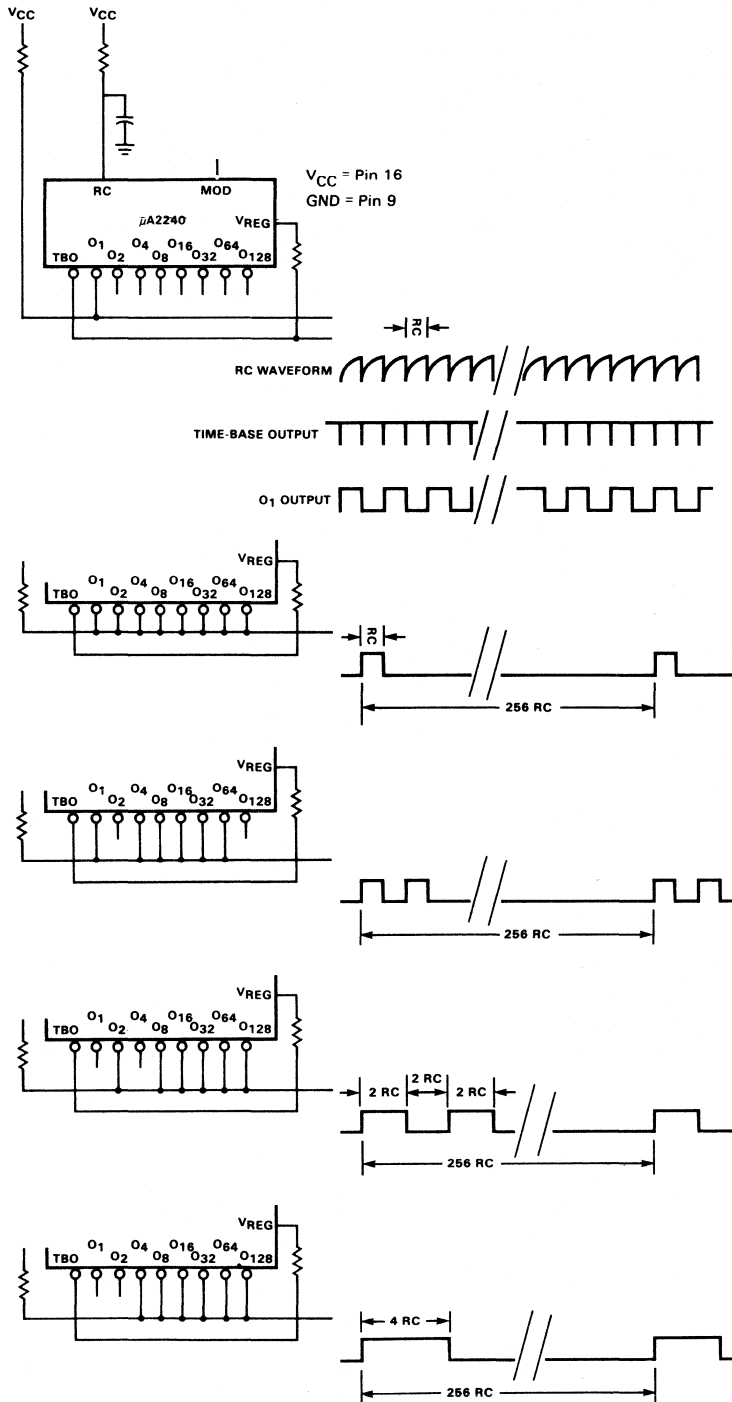 VCC VCC
RC MOD
VCC = Pin 16
GND = Pin 9
μA2240
VREG
TBO O1 O2 O4 O8 O16 O32 O64 O128
RC
RC WAVEFORM
TIME-BASE OUTPUT
O1 OUTPUT
VREG
TBO O1 O2 O4 O8 O16 O32 O64 O128
RC
256 RC
VREG
TBO O1 O2 O4 O8 O16 O32 O64 O128
256 RC
VREG
TBO O1 O2 O4 O8 O16 O32 O64 O128
2 RC 2 RC 2 RC
256 RC
VREG
TBO O1 O2 O4 O8 O16 O32 O64 O128
4 RC
256 RC